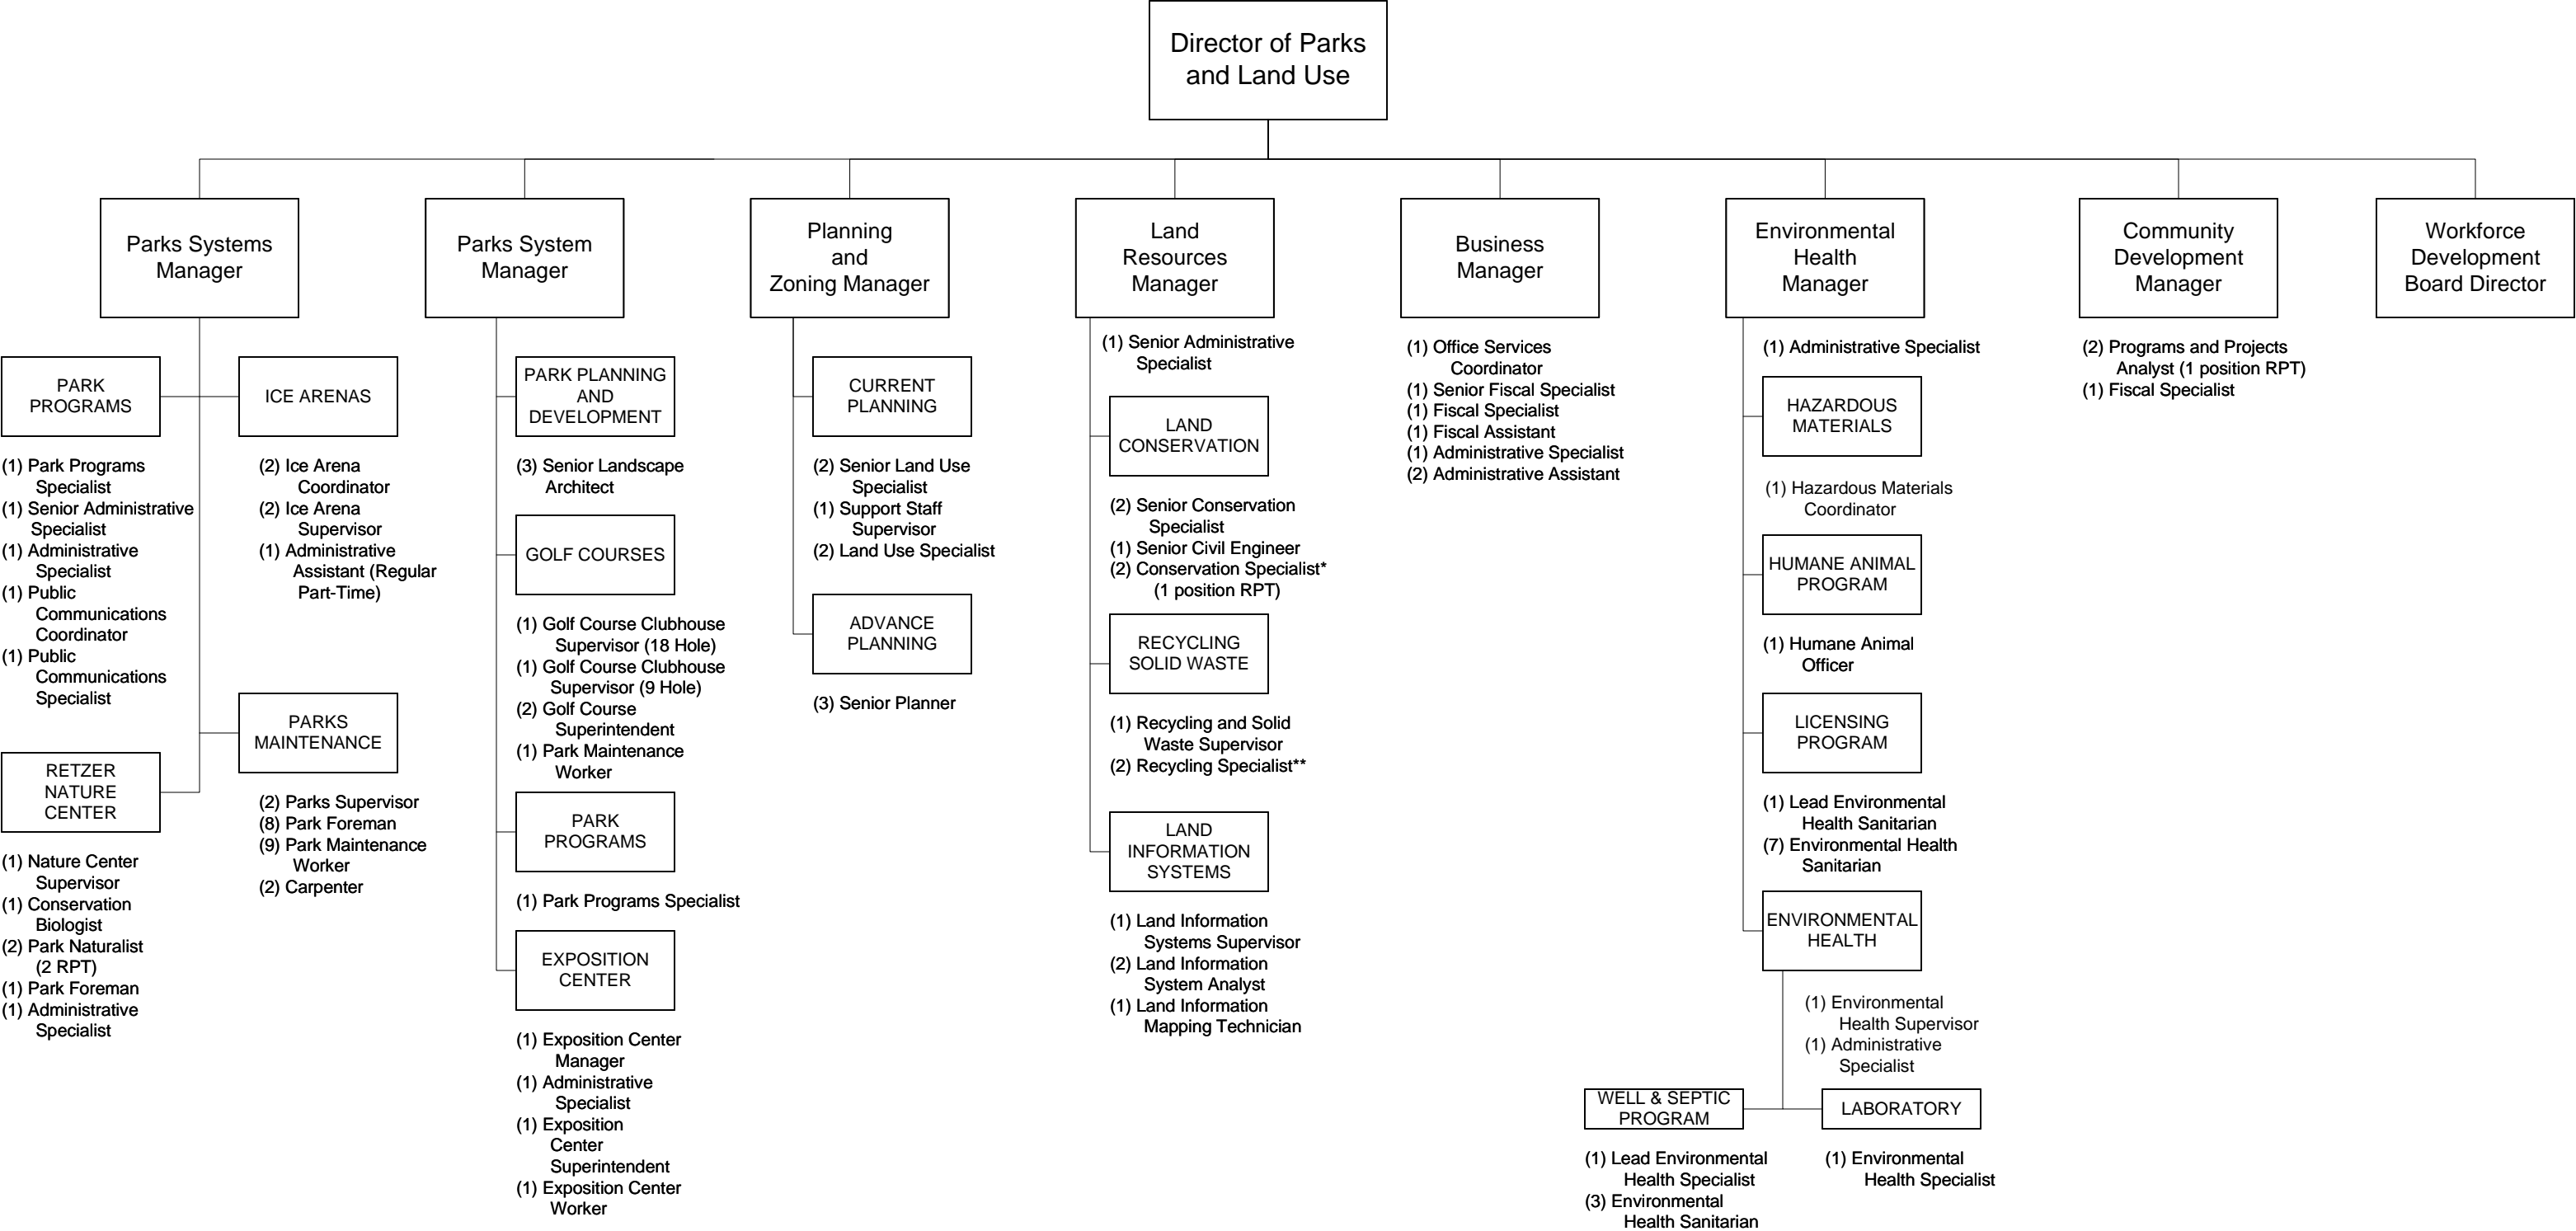 Director of Parks
and Land Use
Parks Systems
Manager
PARK
PROGRAMS
(1) Park Programs
Specialist
(1) Senior Administrative
Specialist
(1) Administrative
Specialist
(1) Public
Communications
Coordinator
(1) Public
Communications
Specialist
RETZER
NATURE
CENTER
(1) Nature Center
Supervisor
(1) Conservation
Biologist
(2) Park Naturalist
(2 RPT)
(1) Park Foreman
(1) Administrative
Specialist
ICE ARENAS
(2) Ice Arena
Coordinator
(2) Ice Arena
Supervisor
(1) Administrative
Assistant (Regular
Part-Time)
PARKS
MAINTENANCE
(2) Parks Supervisor
(8) Park Foreman
(9) Park Maintenance
Worker
(2) Carpenter
Parks System
Manager
PARK PLANNING
AND
DEVELOPMENT
(3) Senior Landscape
Architect
GOLF COURSES
(1) Golf Course Clubhouse
Supervisor (18 Hole)
(1) Golf Course Clubhouse
Supervisor (9 Hole)
(2) Golf Course
Superintendent
(1) Park Maintenance
Worker
PARK
PROGRAMS
(1) Park Programs Specialist
EXPOSITION
CENTER
(1) Exposition Center
Manager
(1) Administrative
Specialist
(1) Exposition
Center
Superintendent
(1) Exposition Center
Worker
Planning
and
Zoning Manager
CURRENT
PLANNING
(2) Senior Land Use
Specialist
(1) Support Staff
Supervisor
(2) Land Use Specialist
ADVANCE
PLANNING
(3) Senior Planner
Land
Resources
Manager
(1) Senior Administrative
Specialist
LAND
CONSERVATION
(2) Senior Conservation
Specialist
(1) Senior Civil Engineer
(2) Conservation Specialist*
(1 position RPT)
RECYCLING
SOLID WASTE
(1) Recycling and Solid
Waste Supervisor
(2) Recycling Specialist**
LAND
INFORMATION
SYSTEMS
(1) Land Information
Systems Supervisor
(2) Land Information
System Analyst
(1) Land Information
Mapping Technician
Business
Manager
(1) Office Services
Coordinator
(1) Senior Fiscal Specialist
(1) Fiscal Specialist
(1) Fiscal Assistant
(1) Administrative Specialist
(2) Administrative Assistant
Environmental
Health
Manager
(1) Administrative Specialist
HAZARDOUS
MATERIALS
(1) Hazardous Materials
Coordinator
HUMANE ANIMAL
PROGRAM
(1) Humane Animal
Officer
LICENSING
PROGRAM
(1) Lead Environmental
Health Sanitarian
(7) Environmental Health
Sanitarian
ENVIRONMENTAL
HEALTH
(1) Environmental
Health Supervisor
(1) Administrative
Specialist
WELL & SEPTIC
PROGRAM
(1) Lead Environmental
Health Specialist
(3) Environmental
Health Sanitarian
LABORATORY
(1) Environmental
Health Specialist
Community
Development
Manager
(2) Programs and Projects
Analyst (1 position RPT)
(1) Fiscal Specialist
Workforce
Development
Board Director